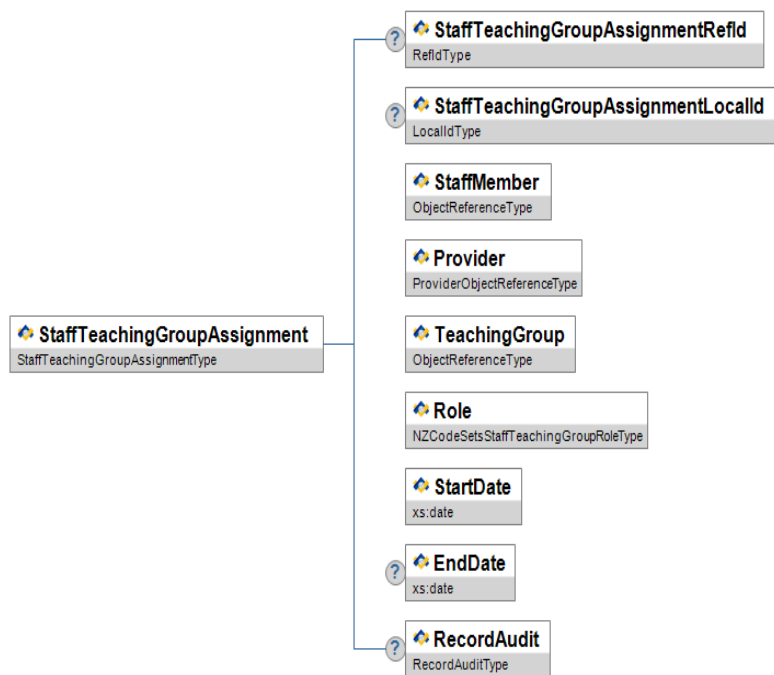 ?
StaffTeachingGroupAssignmentRefId
RefIdType
?
StaffTeachingGroupAssignmentLocalId
LocalIdType
StaffMember
ObjectReferenceType
Provider
ProviderObjectReferenceType
StaffTeachingGroupAssignment
StaffTeachingGroupAssignmentType
TeachingGroup
ObjectReferenceType
Role
NZCodeSetsStaffTeachingGroupRoleType
StartDate
xs:date
?
EndDate
xs:date
?
RecordAudit
RecordAuditType